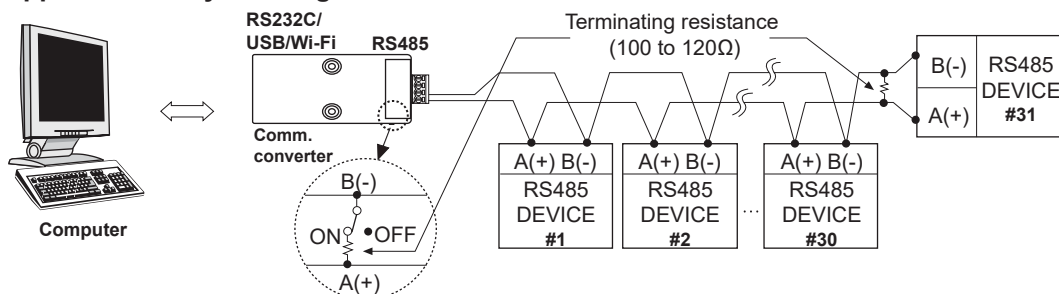 RS232C/
USB/Wi-Fi
RS485
Terminating resistance
(100 to 120Ω)
B(-)
A(+)
RS485
DEVICE
#31
Comm.
converter
Computer
B(-)
ON
OFF
A(+)
A(+) B(-)
RS485
DEVICE
#1
A(+) B(-)
RS485
DEVICE
#2
...
A(+) B(-)
RS485
DEVICE
#30